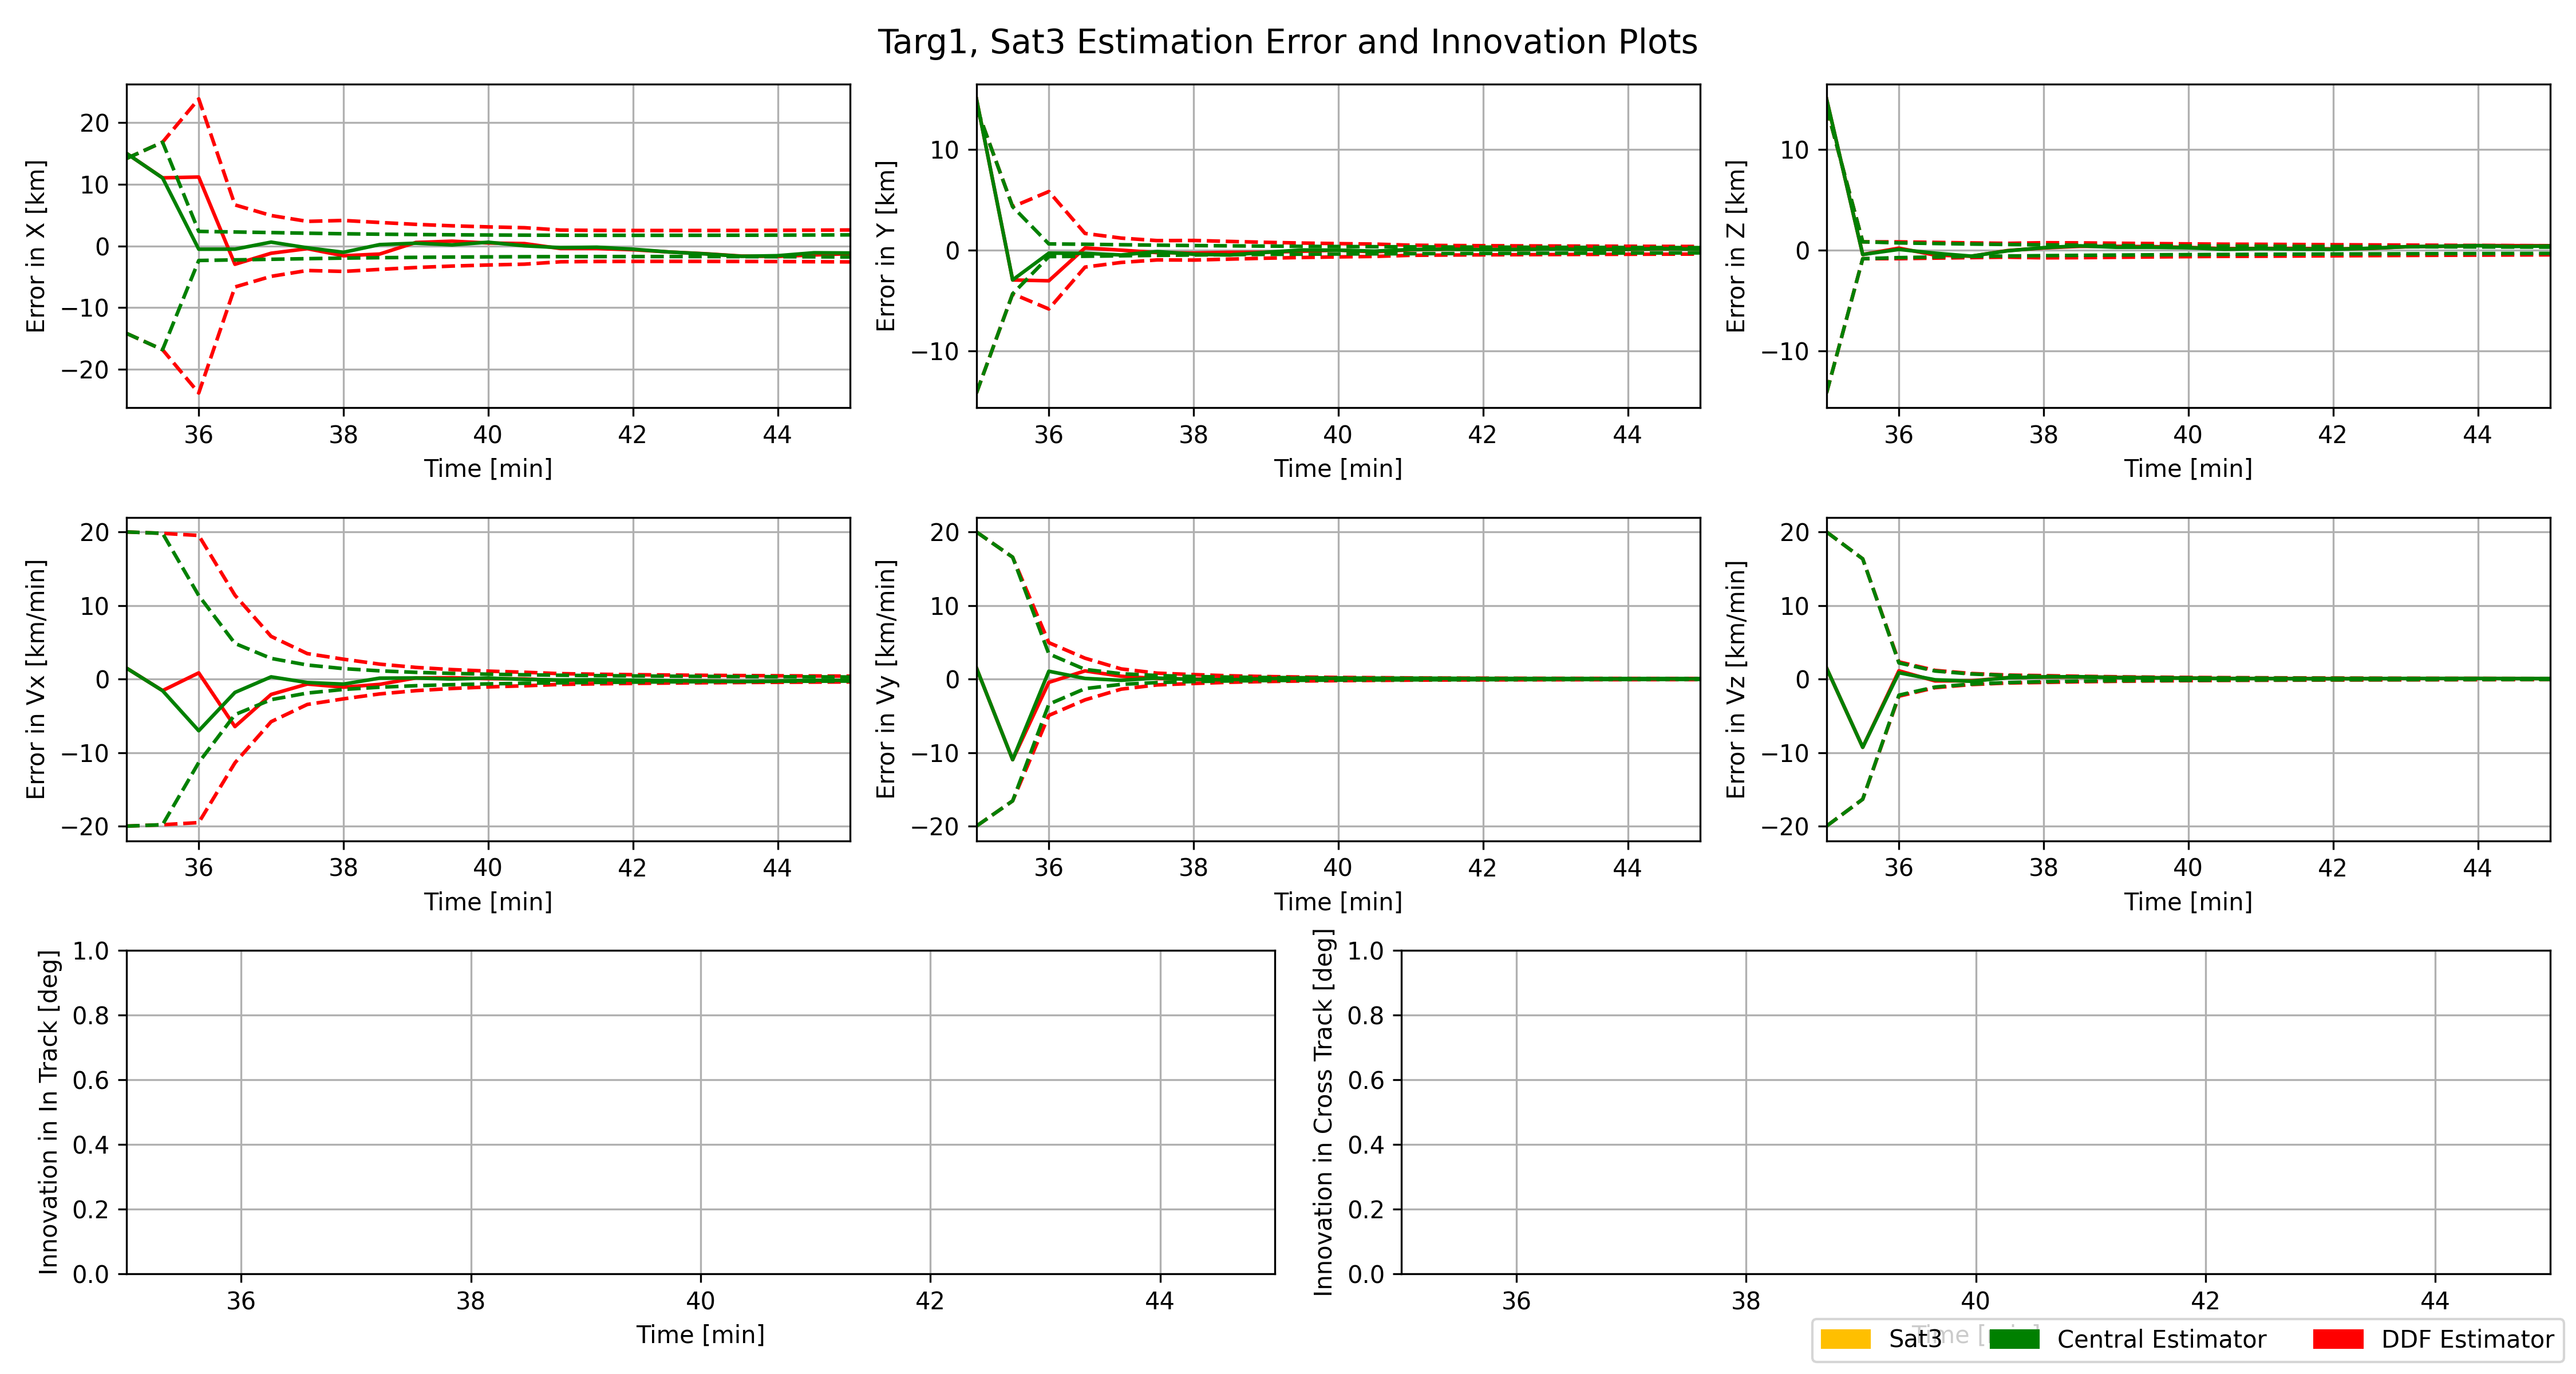 Targ1, Sat3 Estimation Error and Innovation Plots
Error in X [km]
20
10
0
−10
−20
36 38 40 42 44
Time [min]
Error in Y [km]
10
0
−10
36 38 40 42 44
Time [min]
Error in Z [km]
10
0
−10
36 38 40 42 44
Time [min]
Error in Vx [km/min]
20
10
0
−10
−20
36 38 40 42 44
Time [min]
Error in Vy [km/min]
20
10
0
−10
−20
36 38 40 42 44
Time [min]
Error in Vz [km/min]
20
10
0
−10
−20
36 38 40 42 44
Time [min]
Innovation in In Track [deg]
1.0
0.8
0.6
0.4
0.2
0.0
36 38 40 42 44
Time [min]
Innovation in Cross Track [deg]
1.0
0.8
0.6
0.4
0.2
0.0
36 38 40 42 44
Time [min]
Sat3 Central Estimator DDF Estimator